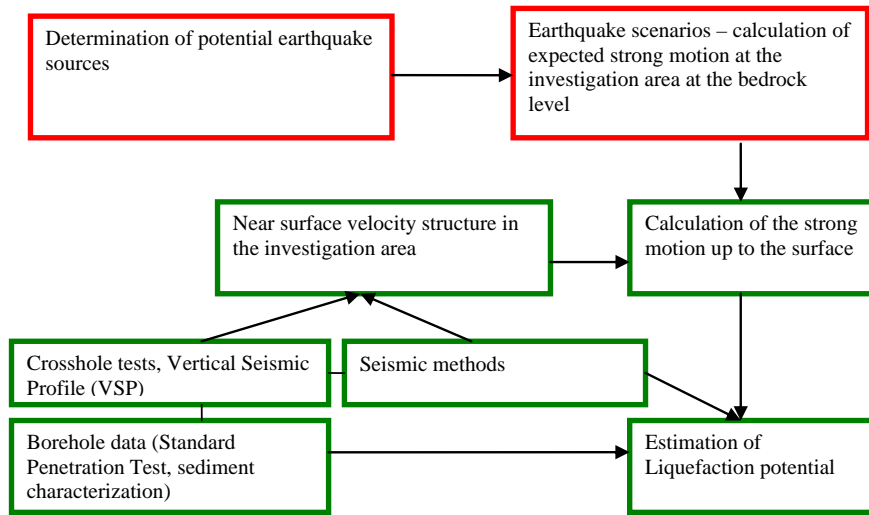 Determination of potential earthquake
sources
Earthquake scenarios – calculation of
expected strong motion at the
investigation area at the bedrock
level
Near surface velocity structure in
the investigation area
Calculation of the strong
motion up to the surface
Crosshole tests, Vertical Seismic
Profile (VSP)
Seismic methods
Borehole data (Standard
Penetration Test, sediment
characterization)
Estimation of
Liquefaction potential